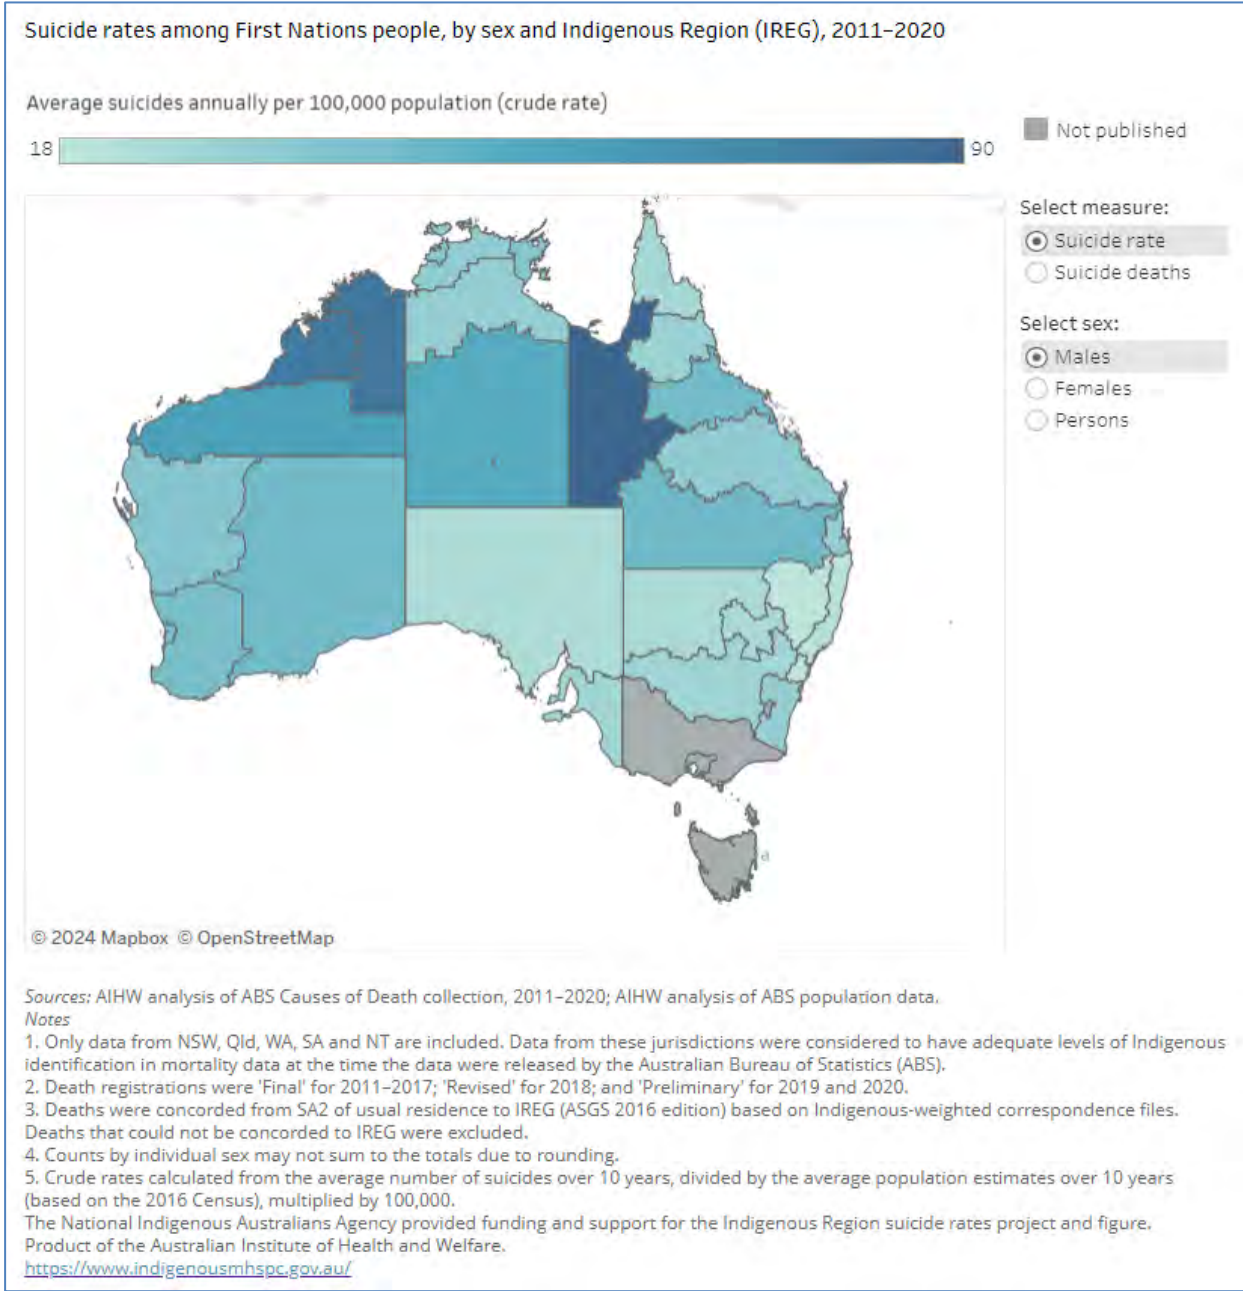 Suicide rates among First Nations people, by sex and Indigenous Region (IREG), 2011–2020
Average suicides annually per 100,000 population (crude rate)
18
90
Not published
Select measure:
Suicide rate
Suicide deaths
Select sex:
Males
Females
Persons
© 2024 Mapbox © OpenStreetMap
Sources: AIHW analysis of ABS Causes of Death collection, 2011–2020; AIHW analysis of ABS population data.
Notes
1. Only data from NSW, Qld, WA, SA and NT are included. Data from these jurisdictions were considered to have adequate levels of Indigenous
identification in mortality data at the time the data were released by the Australian Bureau of Statistics (ABS).
2. Death registrations were 'Final' for 2011–2017; 'Revised' for 2018; and 'Preliminary' for 2019 and 2020.
3. Deaths were concorded from SA2 of usual residence to IREG (ASGS 2016 edition) based on Indigenous-weighted correspondence files.
Deaths that could not be concorded to IREG were excluded.
4. Counts by individual sex may not sum to the totals due to rounding.
5. Crude rates calculated from the average number of suicides over 10 years, divided by the average population estimates over 10 years
(based on the 2016 Census), multiplied by 100,000.
The National Indigenous Australians Agency provided funding and support for the Indigenous Region suicide rates project and figure.
Product of the Australian Institute of Health and Welfare.
https://www.indigenousmhspc.gov.au/